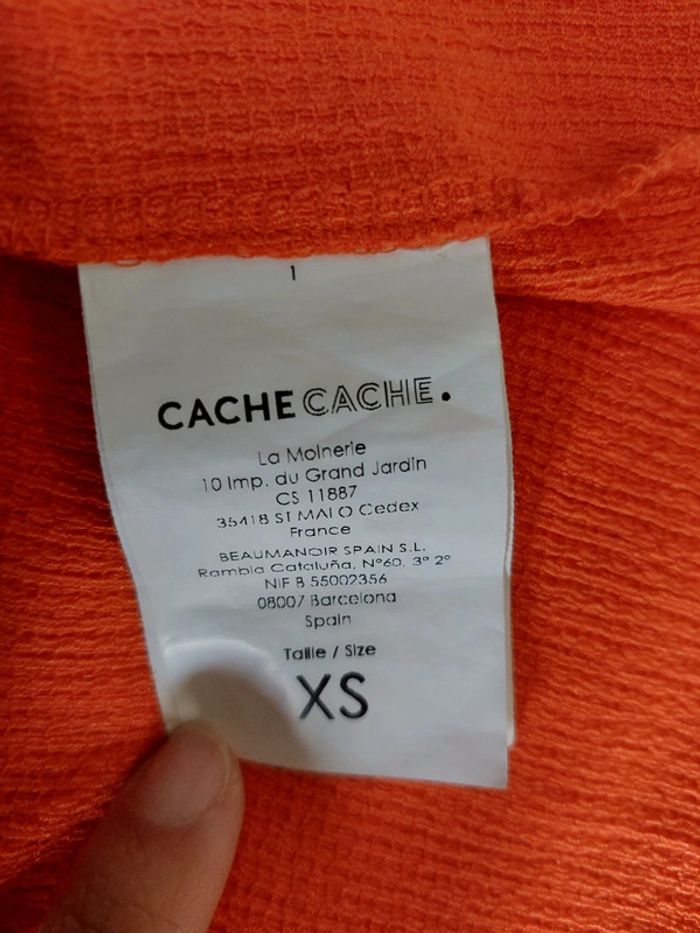 1
CACHE CACHE.
La Moinerie
10 Imp. du Grand Jardin
CS 11887
35418 ST MALO Cedex
France
BEAUMANOIR SPAIN S.L.
Rambla Cataluña, Nº60, 3º 2º
NIF B 55002356
08007 Barcelona
Spain
Taille / Size
XS